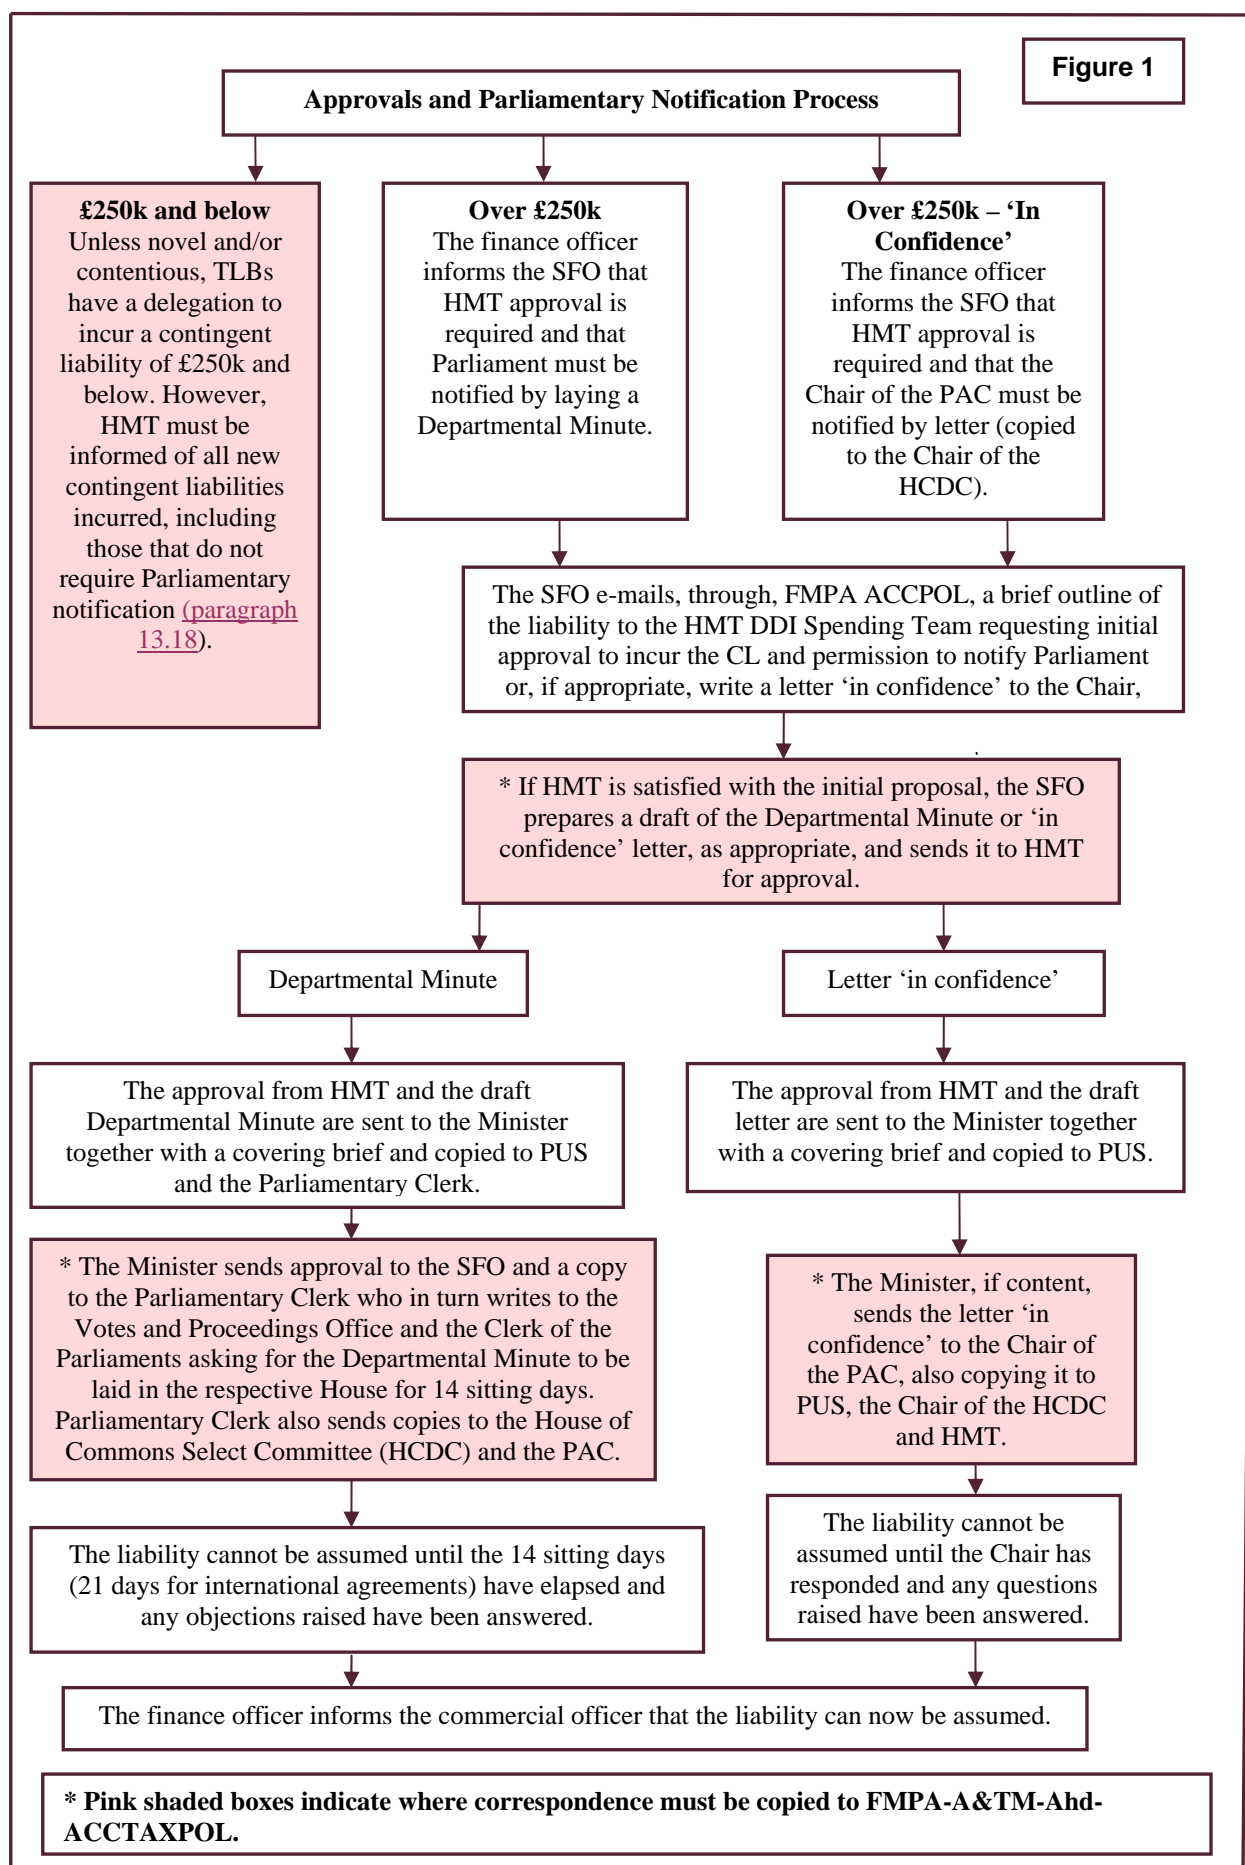 Figure 1
Approvals and Parliamentary Notification Process
£250k and below
Unless novel and/or
contentious, TLBs
have a delegation to
incur a contingent
liability of £250k and
below. However,
HMT must be
informed of all new
contingent liabilities
incurred, including
those that do not
require Parliamentary
notification (paragraph
13.18).
Over £250k
The finance officer
informs the SFO that
HMT approval is
required and that
Parliament must be
notified by laying a
Departmental Minute.
Over £250k – ‘In
Confidence’
The finance officer
informs the SFO that
HMT approval is
required and that the
Chair of the PAC must be
notified by letter (copied
to the Chair of the
HCDC).
The SFO e-mails, through, FMPA ACCPOL, a brief outline of
the liability to the HMT DDI Spending Team requesting initial
approval to incur the CL and permission to notify Parliament
or, if appropriate, write a letter ‘in confidence’ to the Chair,
* If HMT is satisfied with the initial proposal, the SFO
prepares a draft of the Departmental Minute or ‘in
confidence’ letter, as appropriate, and sends it to HMT
for approval.
Departmental Minute
Letter ‘in confidence’
The approval from HMT and the draft
Departmental Minute are sent to the Minister
together with a covering brief and copied to PUS
and the Parliamentary Clerk.
The approval from HMT and the draft
letter are sent to the Minister together
with a covering brief and copied to PUS.
* The Minister sends approval to the SFO and a copy
to the Parliamentary Clerk who in turn writes to the
Votes and Proceedings Office and the Clerk of the
Parliaments asking for the Departmental Minute to be
laid in the respective House for 14 sitting days.
Parliamentary Clerk also sends copies to the House of
Commons Select Committee (HCDC) and the PAC.
* The Minister, if content,
sends the letter ‘in
confidence’ to the Chair of
the PAC, also copying it to
PUS, the Chair of the HCDC
and HMT.
The liability cannot be assumed until the 14 sitting days
(21 days for international agreements) have elapsed and
any objections raised have been answered.
The liability cannot be
assumed until the Chair has
responded and any questions
raised have been answered.
The finance officer informs the commercial officer that the liability can now be assumed.
* Pink shaded boxes indicate where correspondence must be copied to FMPA-A&TM-Ahd-
ACCTAXPOL.